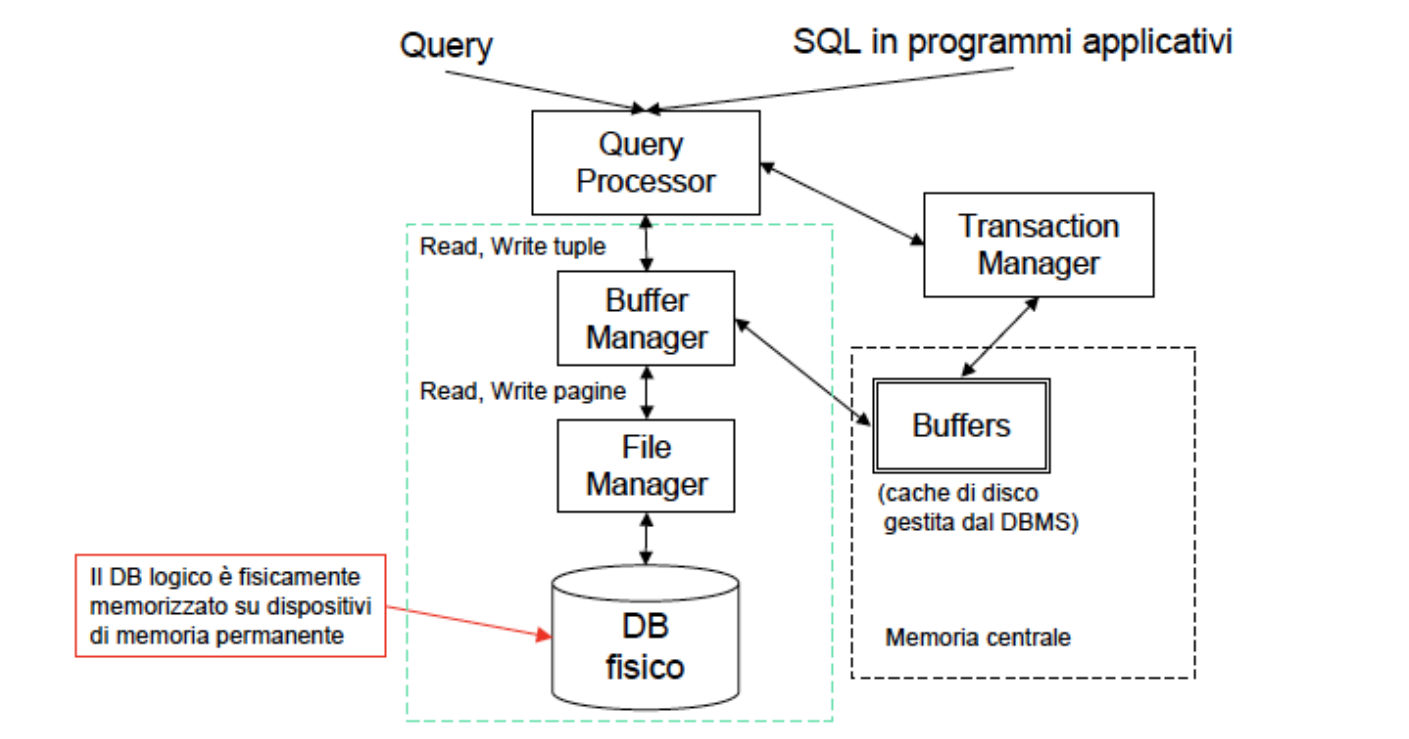 Query
SQL in programmi applicativi
Query
Processor
Transaction
Manager
Read, Write tuple
Buffer
Manager
Read, Write pagine
Buffers
File
Manager
(cache di disco
gestita dal DBMS)
Il DB logico è fisicamente
memorizzato su dispositivi
di memoria permanente
DB
fisico
Memoria centrale